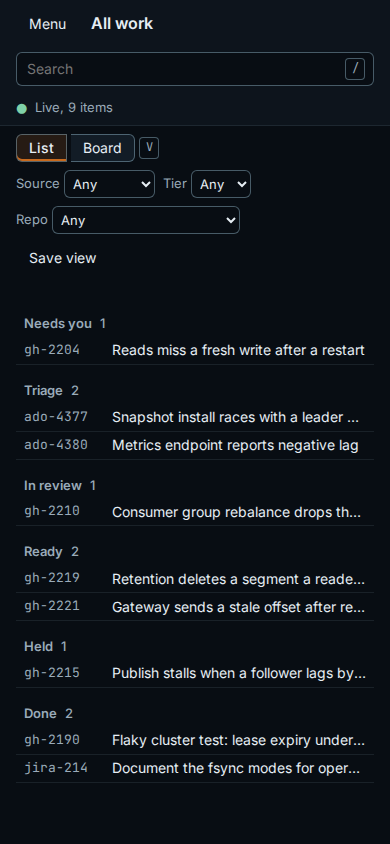 Menu All work
Search /
Live, 9 items
List Board V
Source Any Tier Any
Repo Any
Save view
Needs you 1
gh-2204 Reads miss a fresh write after a restart
Triage 2
ado-4377 Snapshot install races with a leader ...
ado-4380 Metrics endpoint reports negative lag
In review 1
gh-2210 Consumer group rebalance drops th...
Ready 2
gh-2219 Retention deletes a segment a reade...
gh-2221 Gateway sends a stale offset after re...
Held 1
gh-2215 Publish stalls when a follower lags by...
Done 2
gh-2190 Flaky cluster test: lease expiry under...
jira-214 Document the fsync modes for oper...